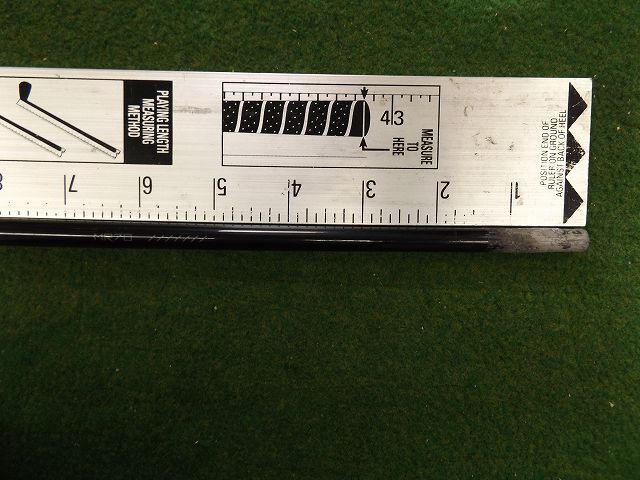 PLAYING LENGTH
MEASURING
METHOD
43
MEASURE
TO
HERE
POSITION END OF
RULER ON GROUND
AGAINST BACK OF HEEL
8 7 6 5 4 3 2 1
MR70 ////////